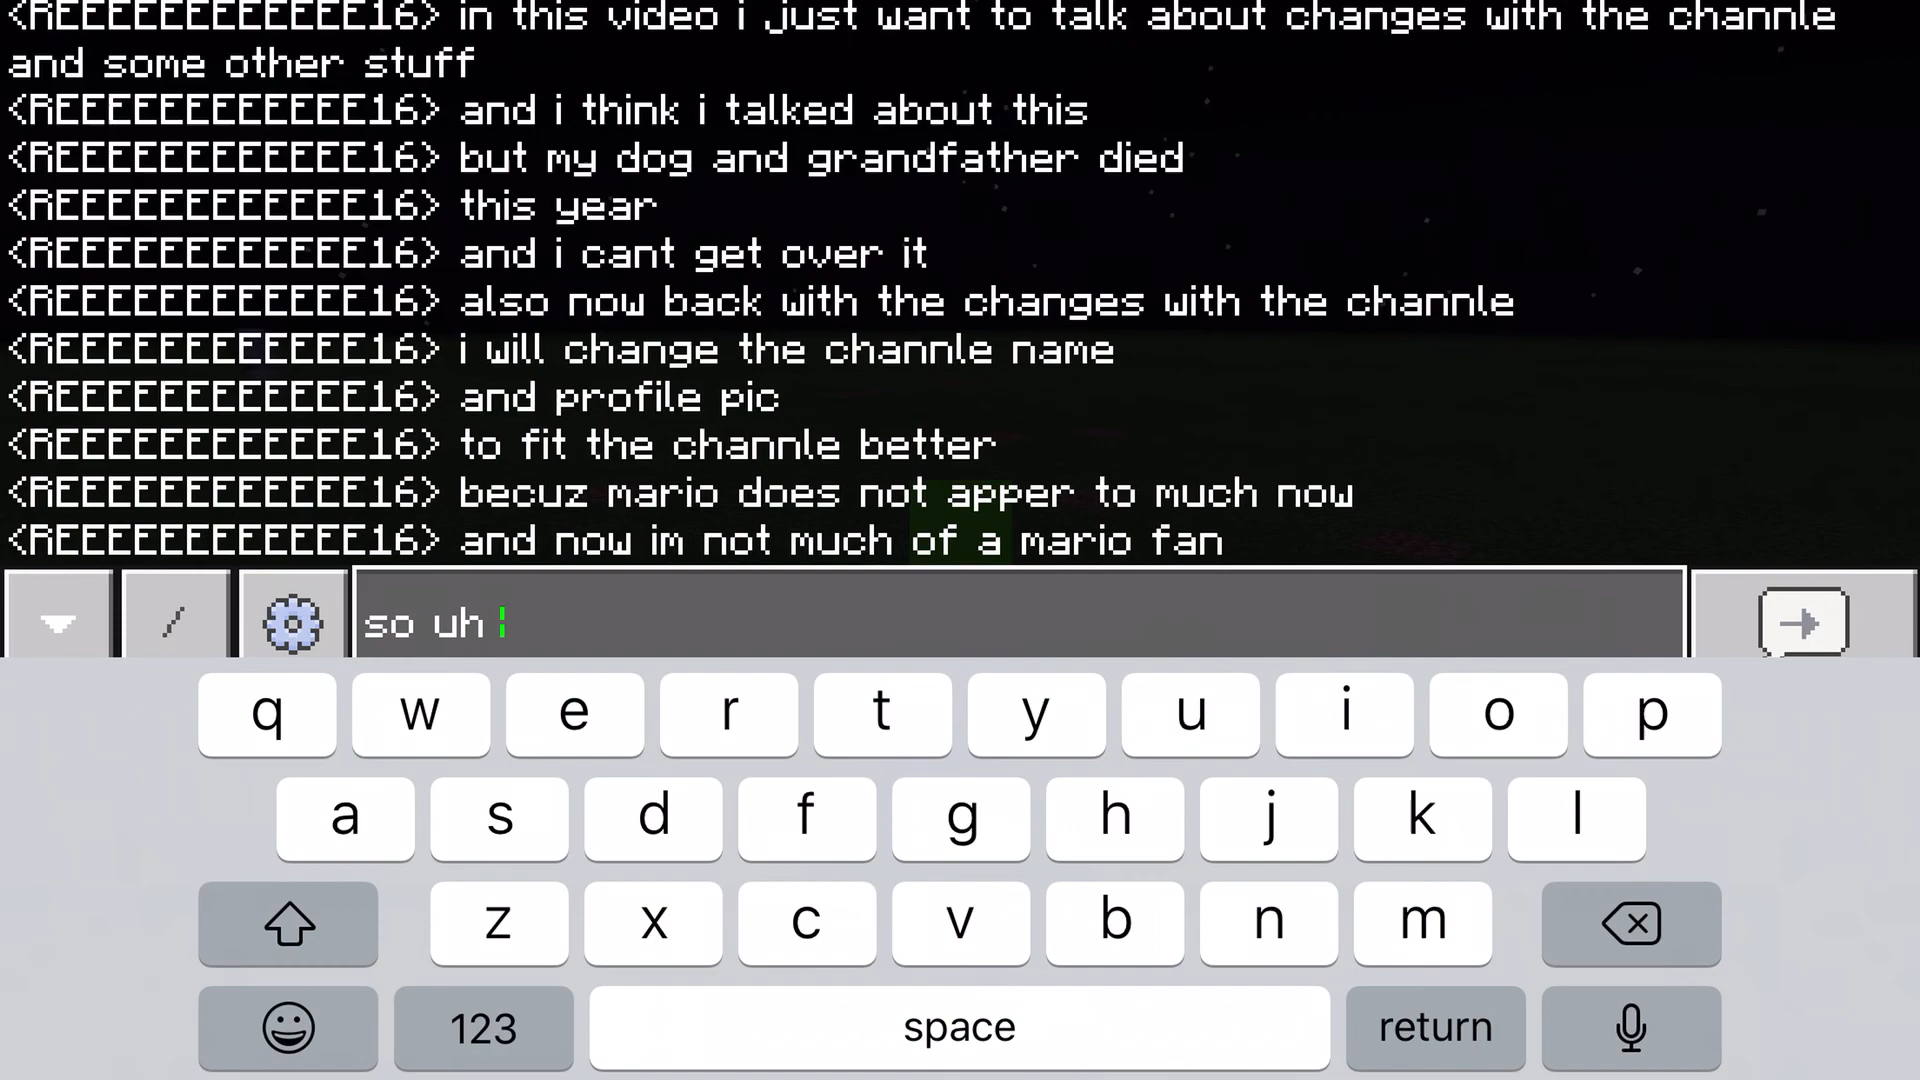 <REEEEEEEEEEEE16> in this video i just want to talk about changes with the channle
and some other stuff
<REEEEEEEEEEEE16> and i think i talked about this
<REEEEEEEEEEEE16> but my dog and grandfather died
<REEEEEEEEEEEE16> this year
<REEEEEEEEEEEE16> and i cant get over it
<REEEEEEEEEEEE16> also now back with the changes with the channle
<REEEEEEEEEEEE16> i will change the channle name
<REEEEEEEEEEEE16> and profile pic
<REEEEEEEEEEEE16> to fit the channle better
<REEEEEEEEEEEE16> becuz mario does not apper to much now
<REEEEEEEEEEEE16> and now im not much of a mario fan
/ so uh
q w e r t y u i o p
a s d f g h j k l
z x c v b n m
123 space return